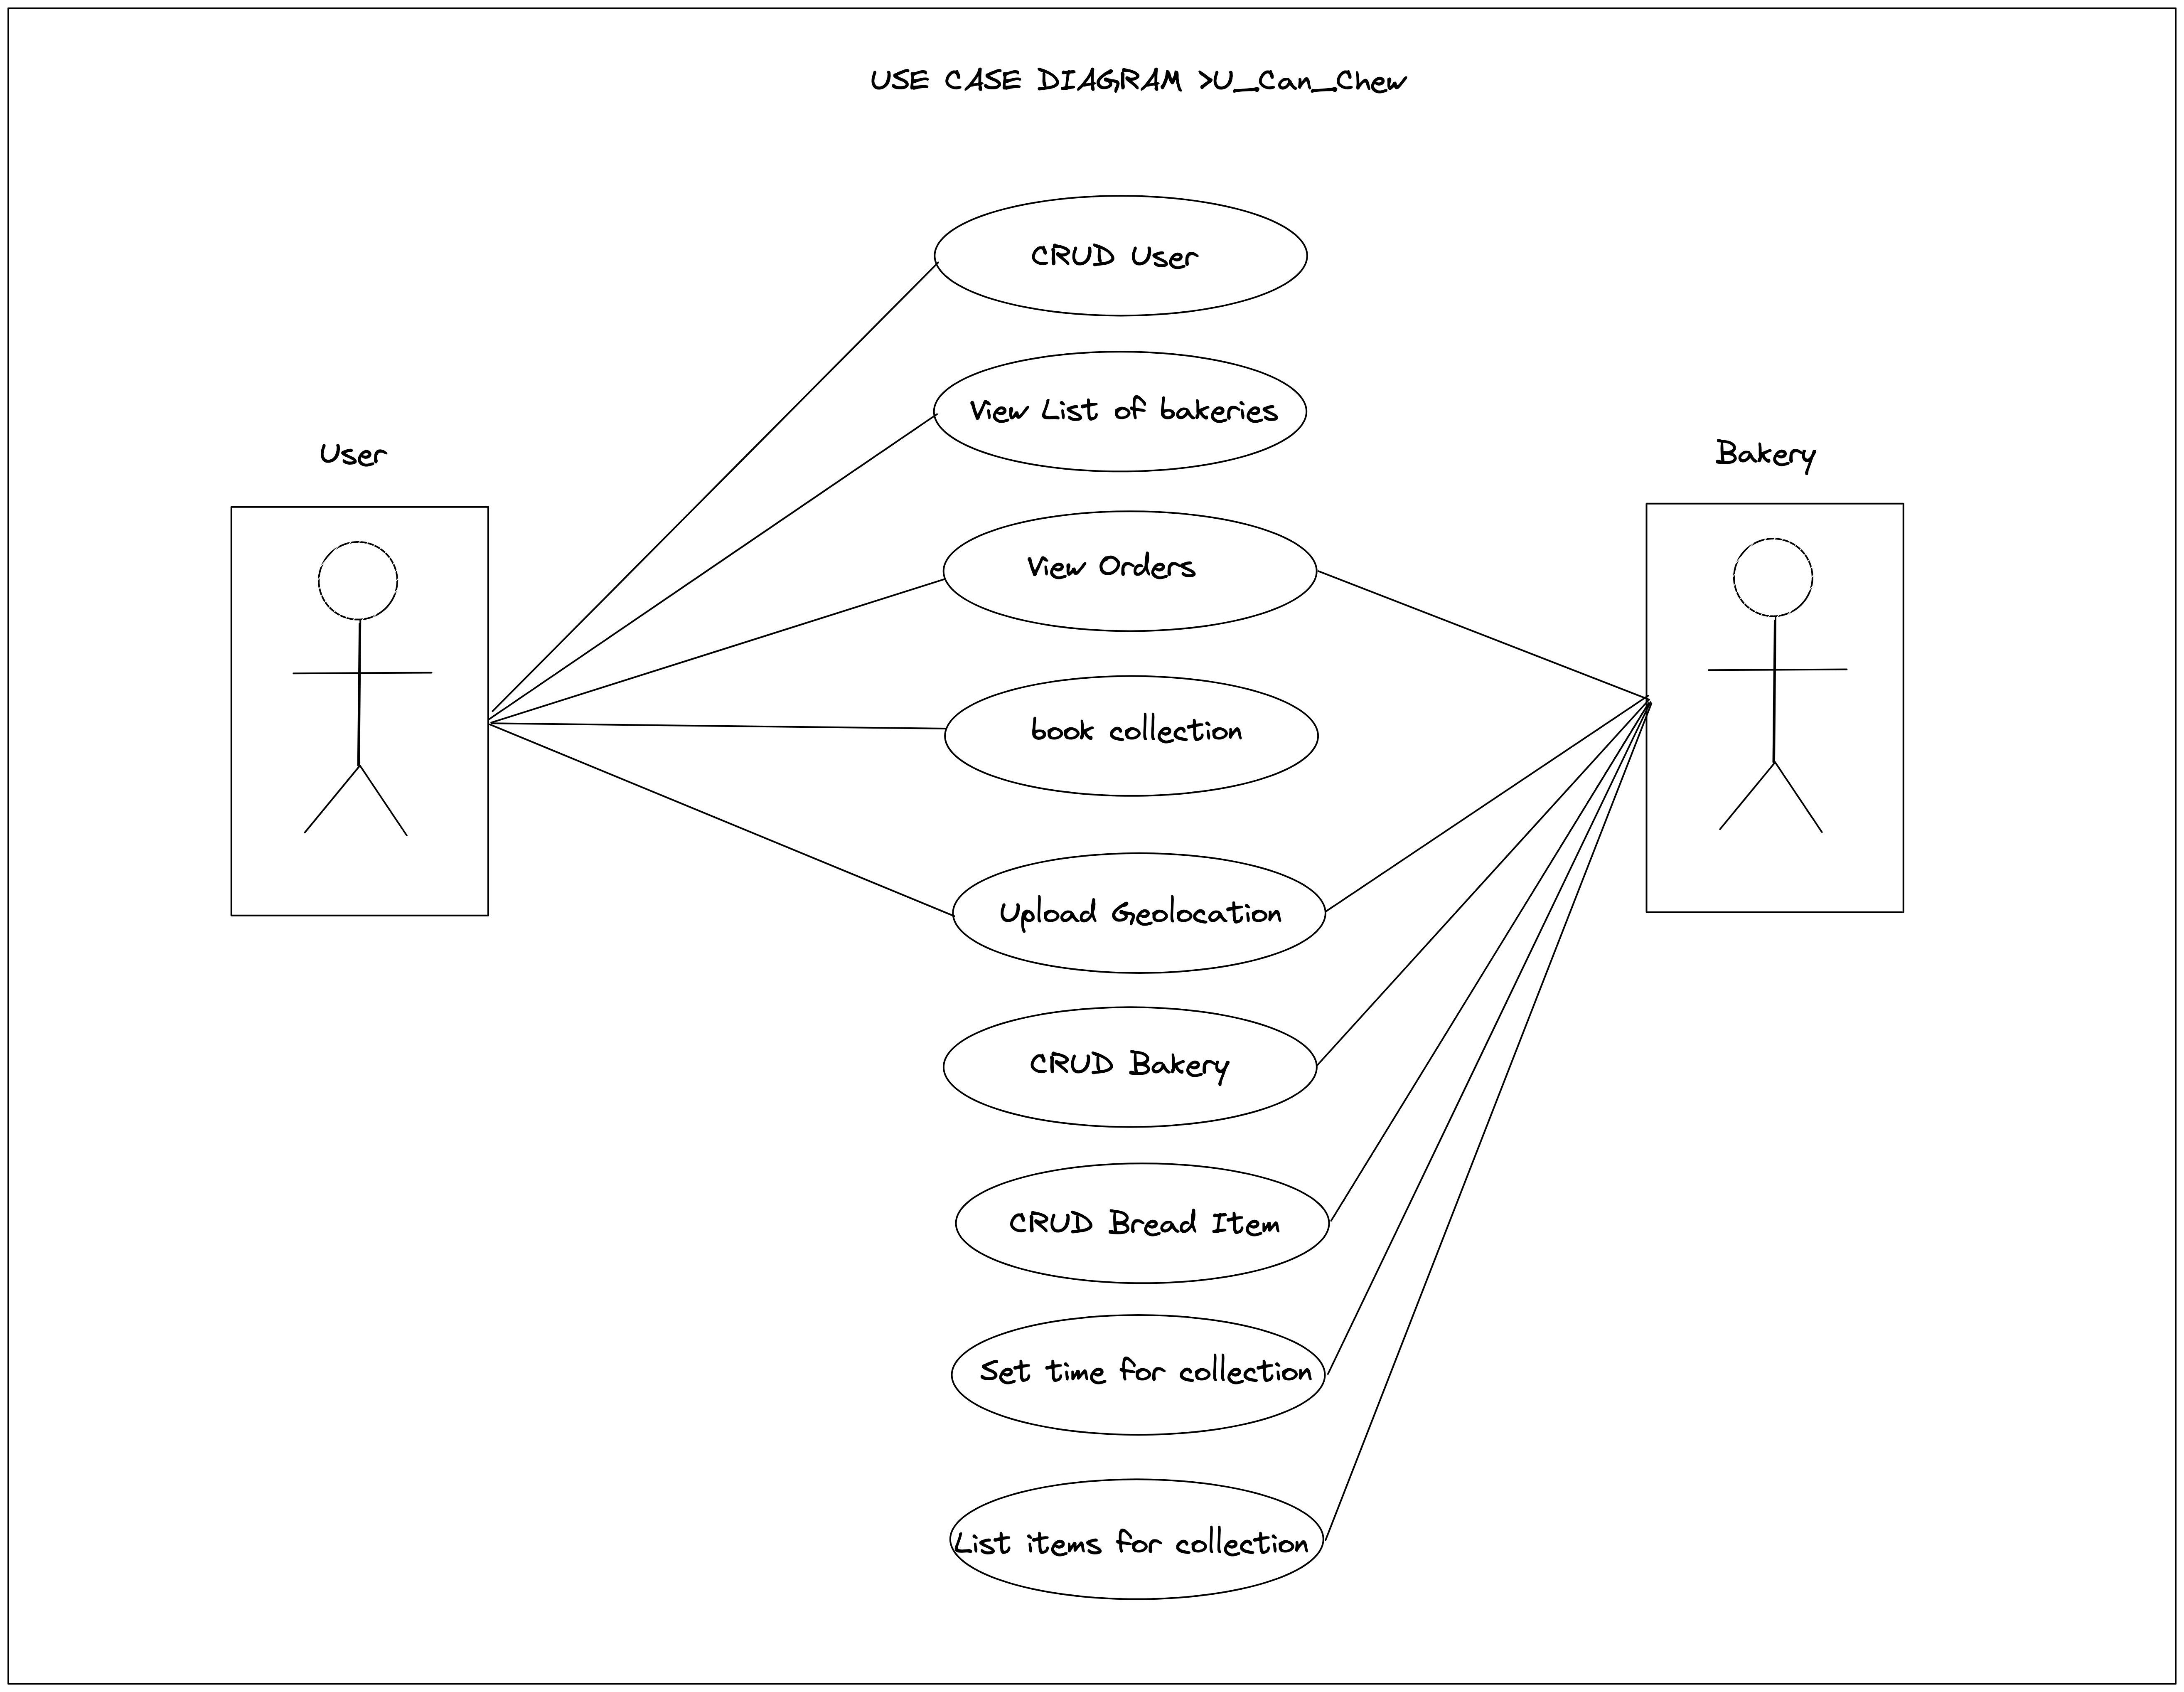 USE CASE DIAGRAM >U_Can_Chew
CRUD User
View List of bakeries
User
Bakery
View Orders
book collection
Upload Geolocation
CRUD Bakery
CRUD Bread Item
Set time for collection
List items for collection